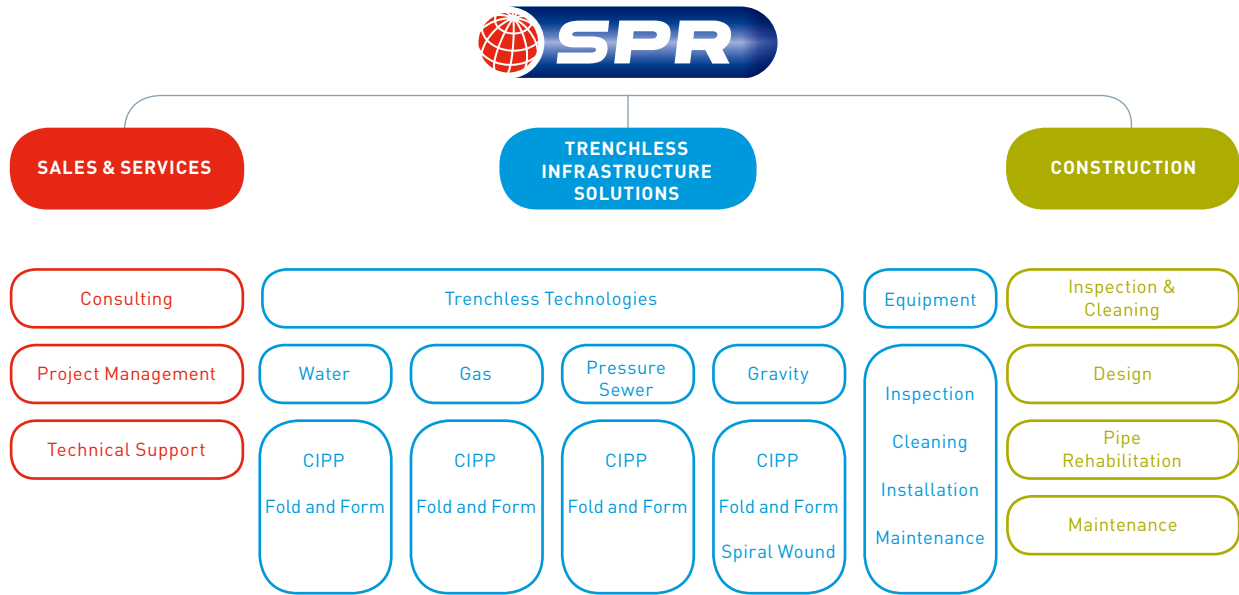 SPR
SALES & SERVICES
TRENCHLESS
INFRASTRUCTURE
SOLUTIONS
CONSTRUCTION
Consulting
Project Management
Technical Support
Trenchless Technologies
Water
Gas
Pressure
Sewer
Gravity
CIPP
Fold and Form
CIPP
Fold and Form
CIPP
Fold and Form
CIPP
Fold and Form
Spiral Wound
Equipment
Inspection
Cleaning
Installation
Maintenance
Inspection &
Cleaning
Design
Pipe
Rehabilitation
Maintenance